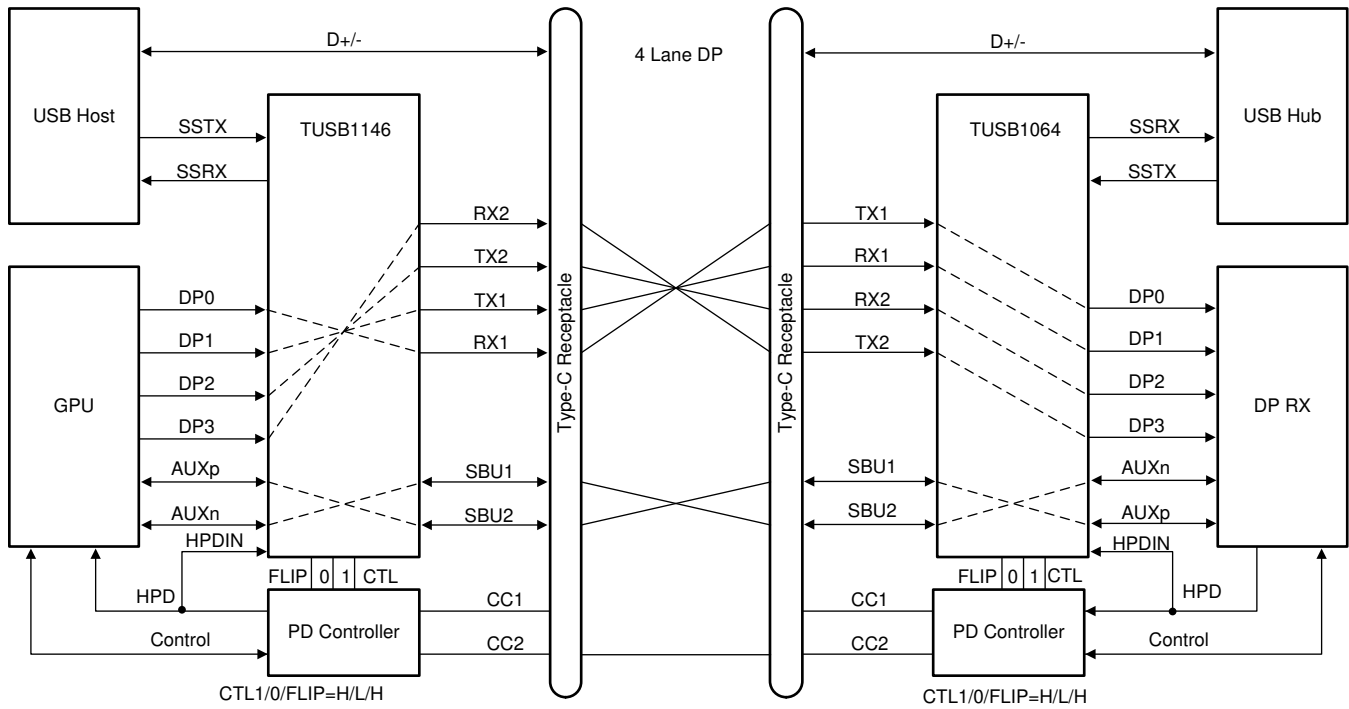 D+/-
4 Lane DP
D+/-
USB Host
TUSB1146
TUSB1064
USB Hub
SSTX
SSRX
SSRX
SSTX
RX2
TX1
TX2
RX1
DP0
TX1
RX2
DP0
DP1
RX1
TX2
DP1
Type-C Receptacle
Type-C Receptacle
DP2
DP2
GPU
DP RX
DP3
DP3
AUXp
SBU1
SBU1
AUXn
AUXn
SBU2
SBU2
AUXp
HPDIN
HPDIN
FLIP 0 1 CTL
FLIP 0 1 CTL
HPD
CC1
CC1
HPD
PD Controller
PD Controller
Control
CC2
CC2
Control
CTL1/0/FLIP=H/L/H
CTL1/0/FLIP=H/L/H